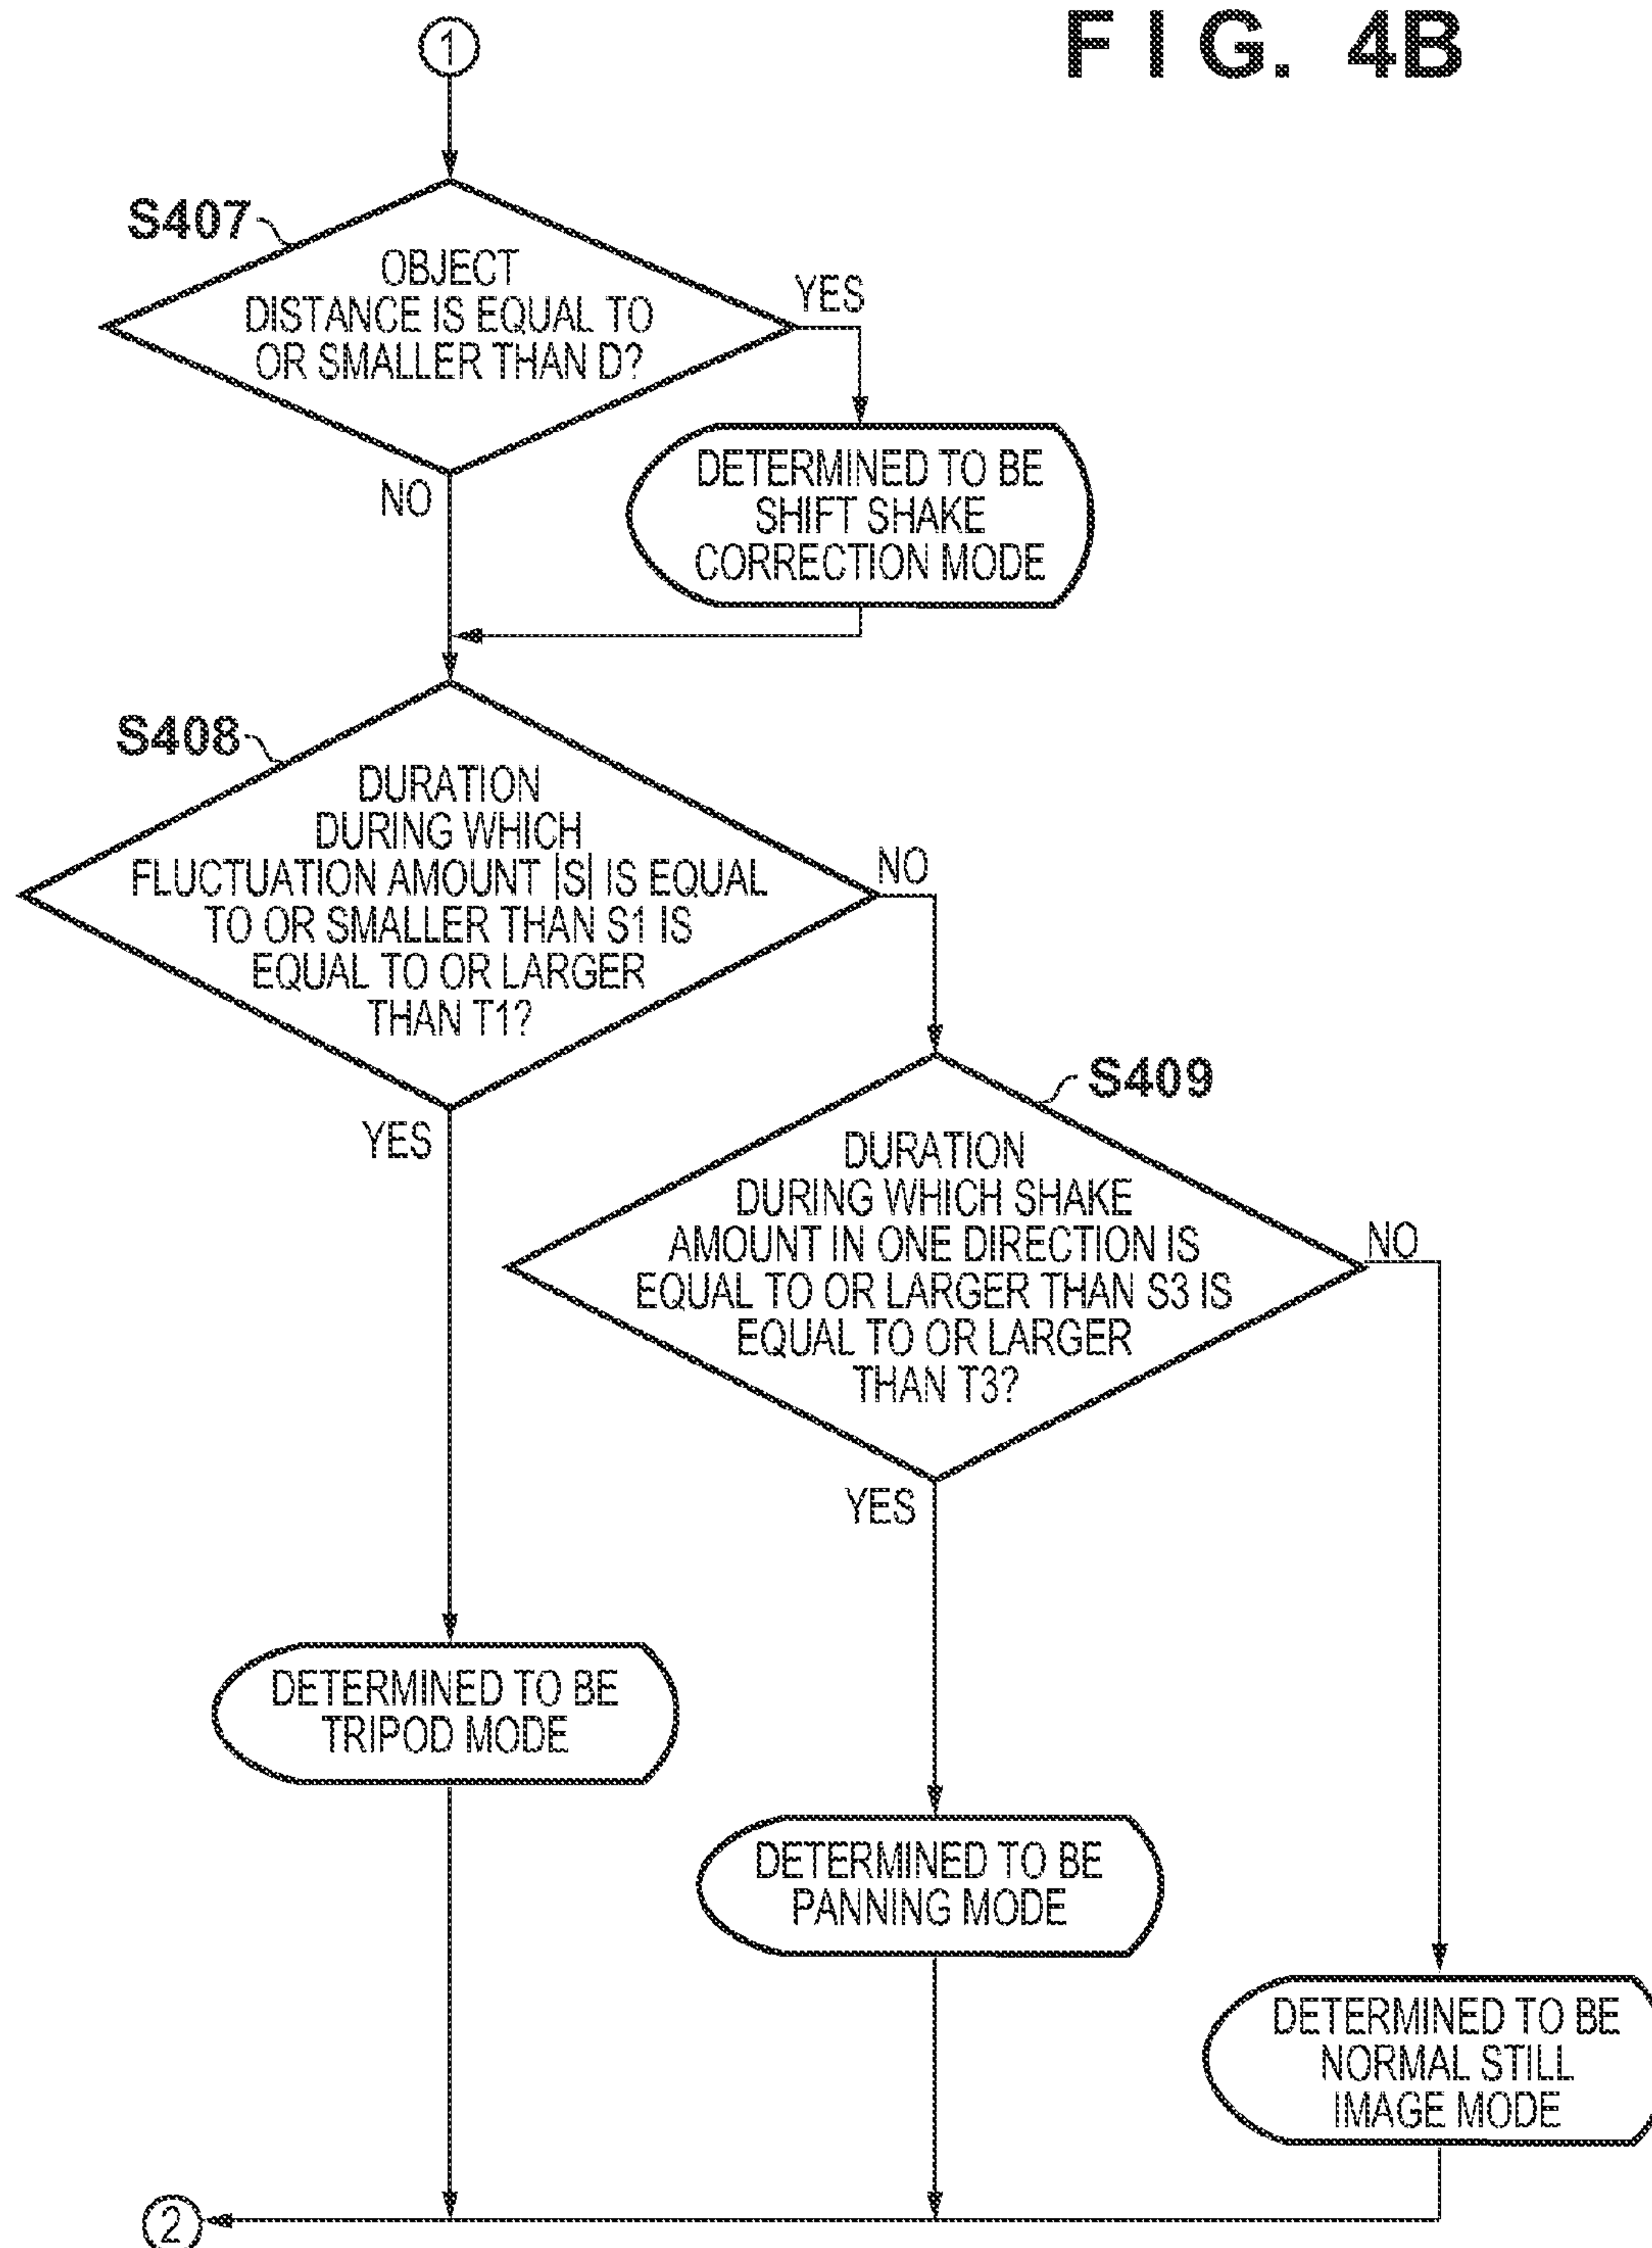 FIG. 4B
1
S407
OBJECT
DISTANCE IS EQUAL TO
OR SMALLER THAN D?
YES
NO
DETERMINED TO BE
SHIFT SHAKE
CORRECTION MODE
S408
DURATION
DURING WHICH
FLUCTUATION AMOUNT |S| IS EQUAL
TO OR SMALLER THAN S1 IS
EQUAL TO OR LARGER
THAN T1?
NO
YES
S409
DURATION
DURING WHICH SHAKE
AMOUNT IN ONE DIRECTION IS
EQUAL TO OR LARGER THAN S3 IS
EQUAL TO OR LARGER
THAN T3?
NO
YES
DETERMINED TO BE
TRIPOD MODE
DETERMINED TO BE
PANNING MODE
DETERMINED TO BE
NORMAL STILL
IMAGE MODE
2